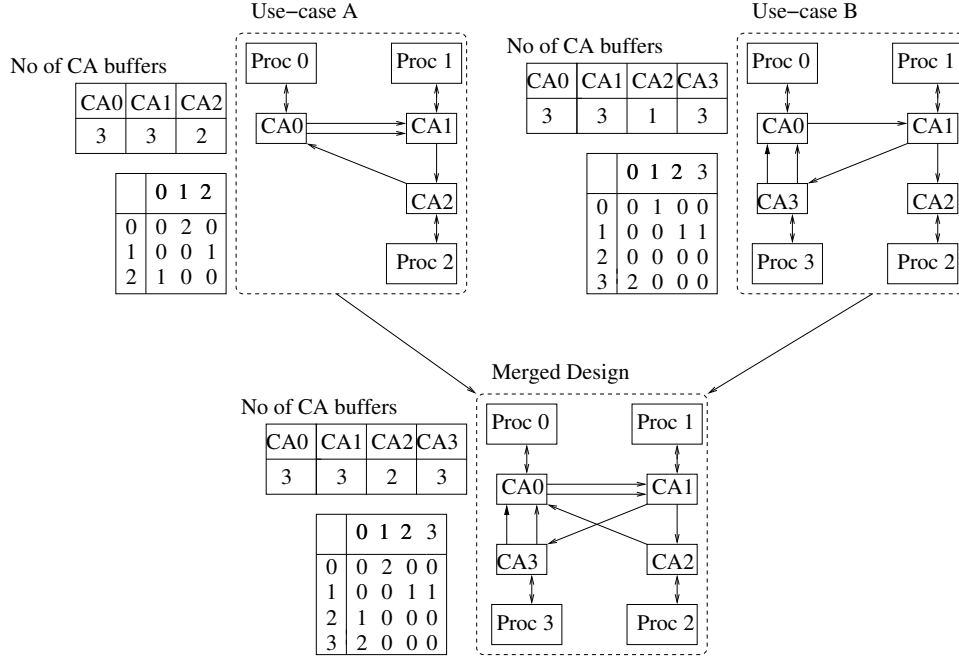 Use−case A
No of CA buffers
CA0 CA1 CA2
3 3 2
0 1 2
0 0 2 0
1 0 0 1
2 1 0 0
Proc 0 Proc 1
CA0 CA1
CA2
Proc 2
Use−case B
No of CA buffers
CA0 CA1 CA2 CA3
3 3 1 3
0 1 2 3
0 0 1 0 0
1 0 0 1 1
2 0 0 0 0
3 2 0 0 0
Proc 0 Proc 1
CA0 CA1
CA3 CA2
Proc 3 Proc 2
Merged Design
No of CA buffers
CA0 CA1 CA2 CA3
3 3 2 3
0 1 2 3
0 0 2 0 0
1 0 0 1 1
2 1 0 0 0
3 2 0 0 0
Proc 0 Proc 1
CA0 CA1
CA3 CA2
Proc 3 Proc 2